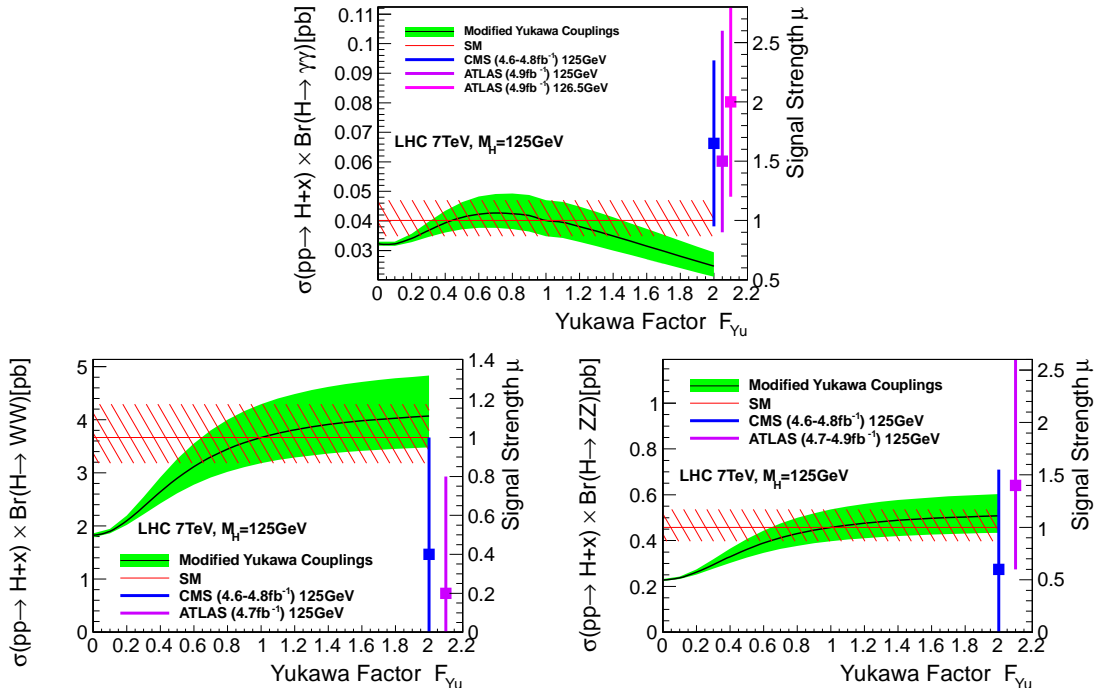 σ(pp→ H+x) × Br(H→ γγ)[pb]
0.11
0.1
0.09
0.08
0.07
0.06
0.05
0.04
0.03
Modified Yukawa Couplings
SM
CMS (4.6-4.8fb⁻¹) 125GeV
ATLAS (4.9fb⁻¹) 125GeV
ATLAS (4.9fb⁻¹) 126.5GeV
LHC 7TeV, M_H=125GeV
2.5
2
1.5
1
0.5
Signal Strength μ
0 0.2 0.4 0.6 0.8 1 1.2 1.4 1.6 1.8 2 2.2
Yukawa Factor F_Yu
σ(pp→ H+x) × Br(H→ WW)[pb]
5
4
3
2
1
0
LHC 7TeV, M_H=125GeV
Modified Yukawa Couplings
SM
CMS (4.6-4.8fb⁻¹) 125GeV
ATLAS (4.7fb⁻¹) 125GeV
1.4
1.2
1
0.8
0.6
0.4
0.2
0
Signal Strength μ
0 0.2 0.4 0.6 0.8 1 1.2 1.4 1.6 1.8 2 2.2
Yukawa Factor F_Yu
σ(pp→ H+x) × Br(H→ ZZ)[pb]
1
0.8
0.6
0.4
0.2
0
Modified Yukawa Couplings
SM
CMS (4.6-4.8fb⁻¹) 125GeV
ATLAS (4.7-4.9fb⁻¹) 125GeV
LHC 7TeV, M_H=125GeV
2.5
2
1.5
1
0.5
0
Signal Strength μ
0 0.2 0.4 0.6 0.8 1 1.2 1.4 1.6 1.8 2 2.2
Yukawa Factor F_Yu